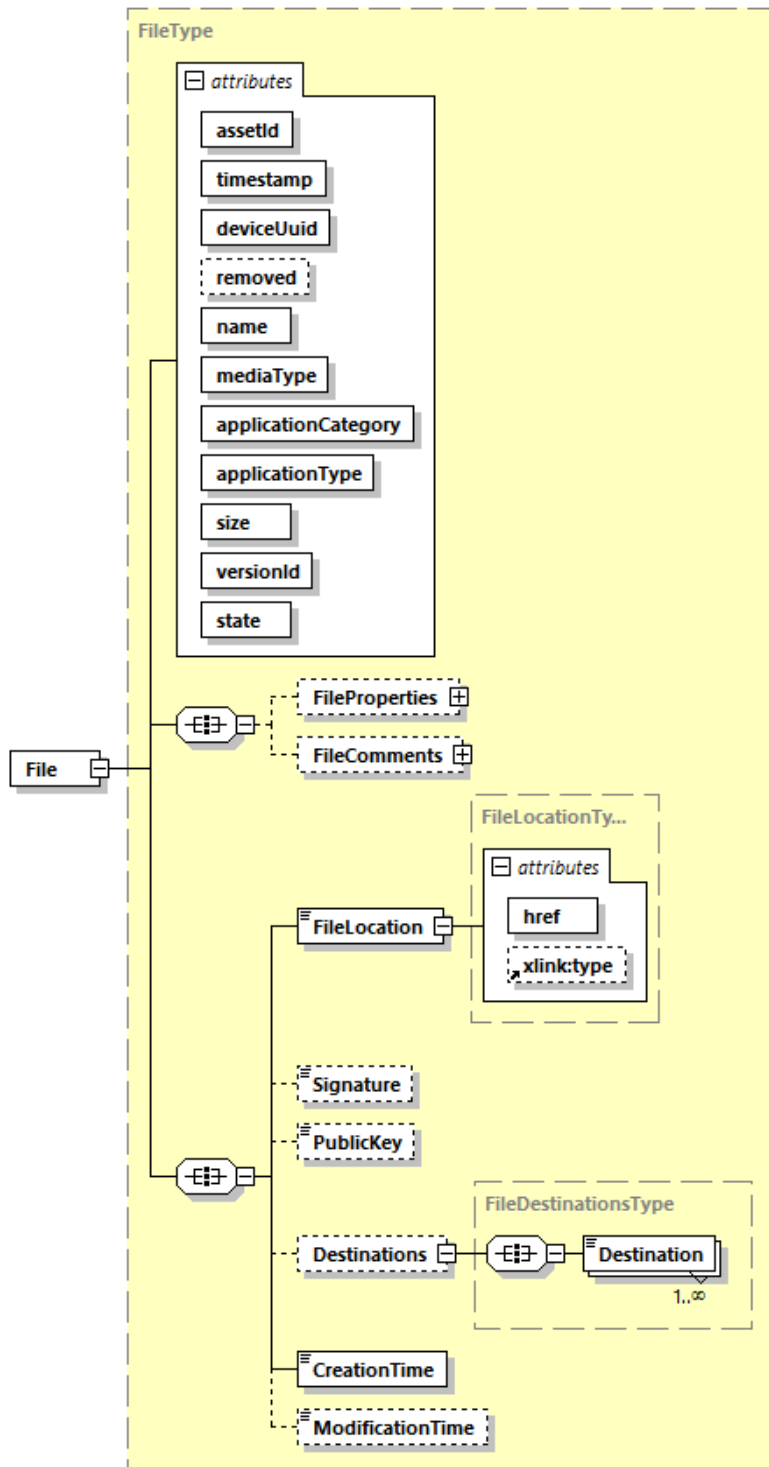 FileType
attributes
assetId
timestamp
deviceUuid
removed
name
mediaType
applicationCategory
applicationType
size
versionId
state
FileProperties
FileComments
File
FileLocationTy...
attributes
FileLocation
href
xlink:type
Signature
PublicKey
FileDestinationsType
Destinations
Destination
1..∞
CreationTime
ModificationTime